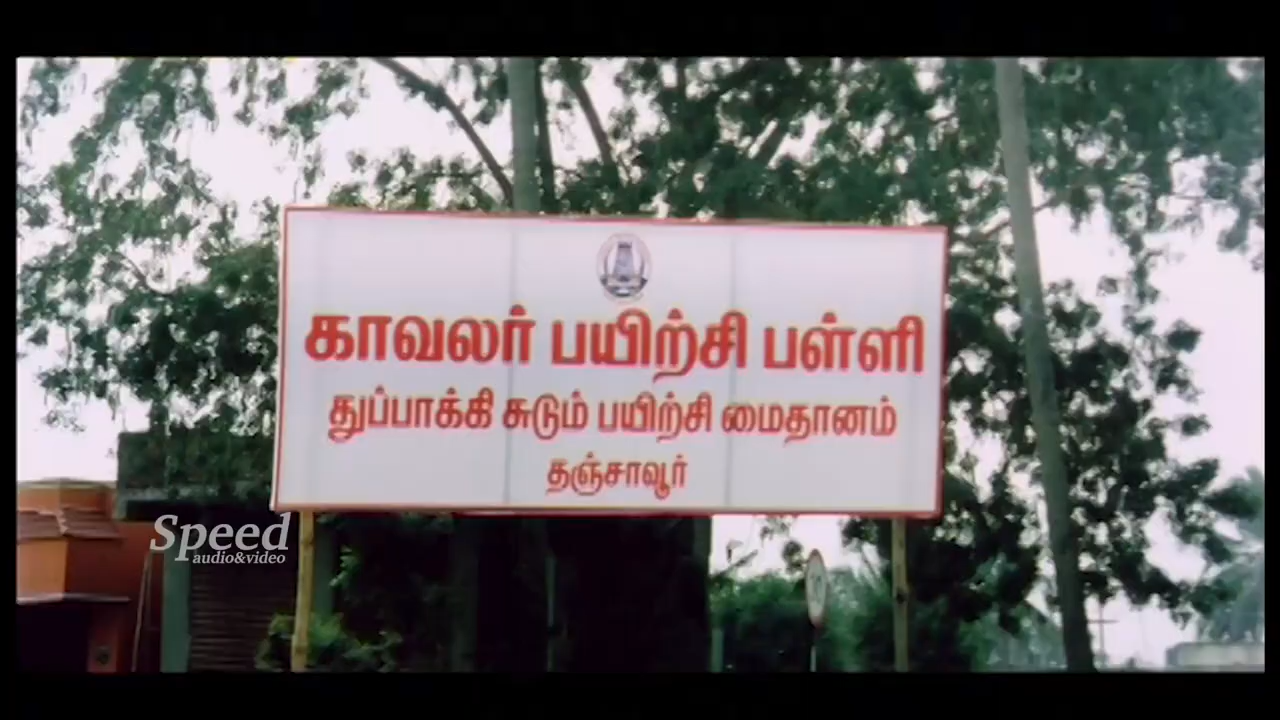 காவலர் பயிற்சி பள்ளி
துப்பாக்கி சுடும் பயிற்சி மைதானம்
தஞ்சாவூர்
Speed
audio&video